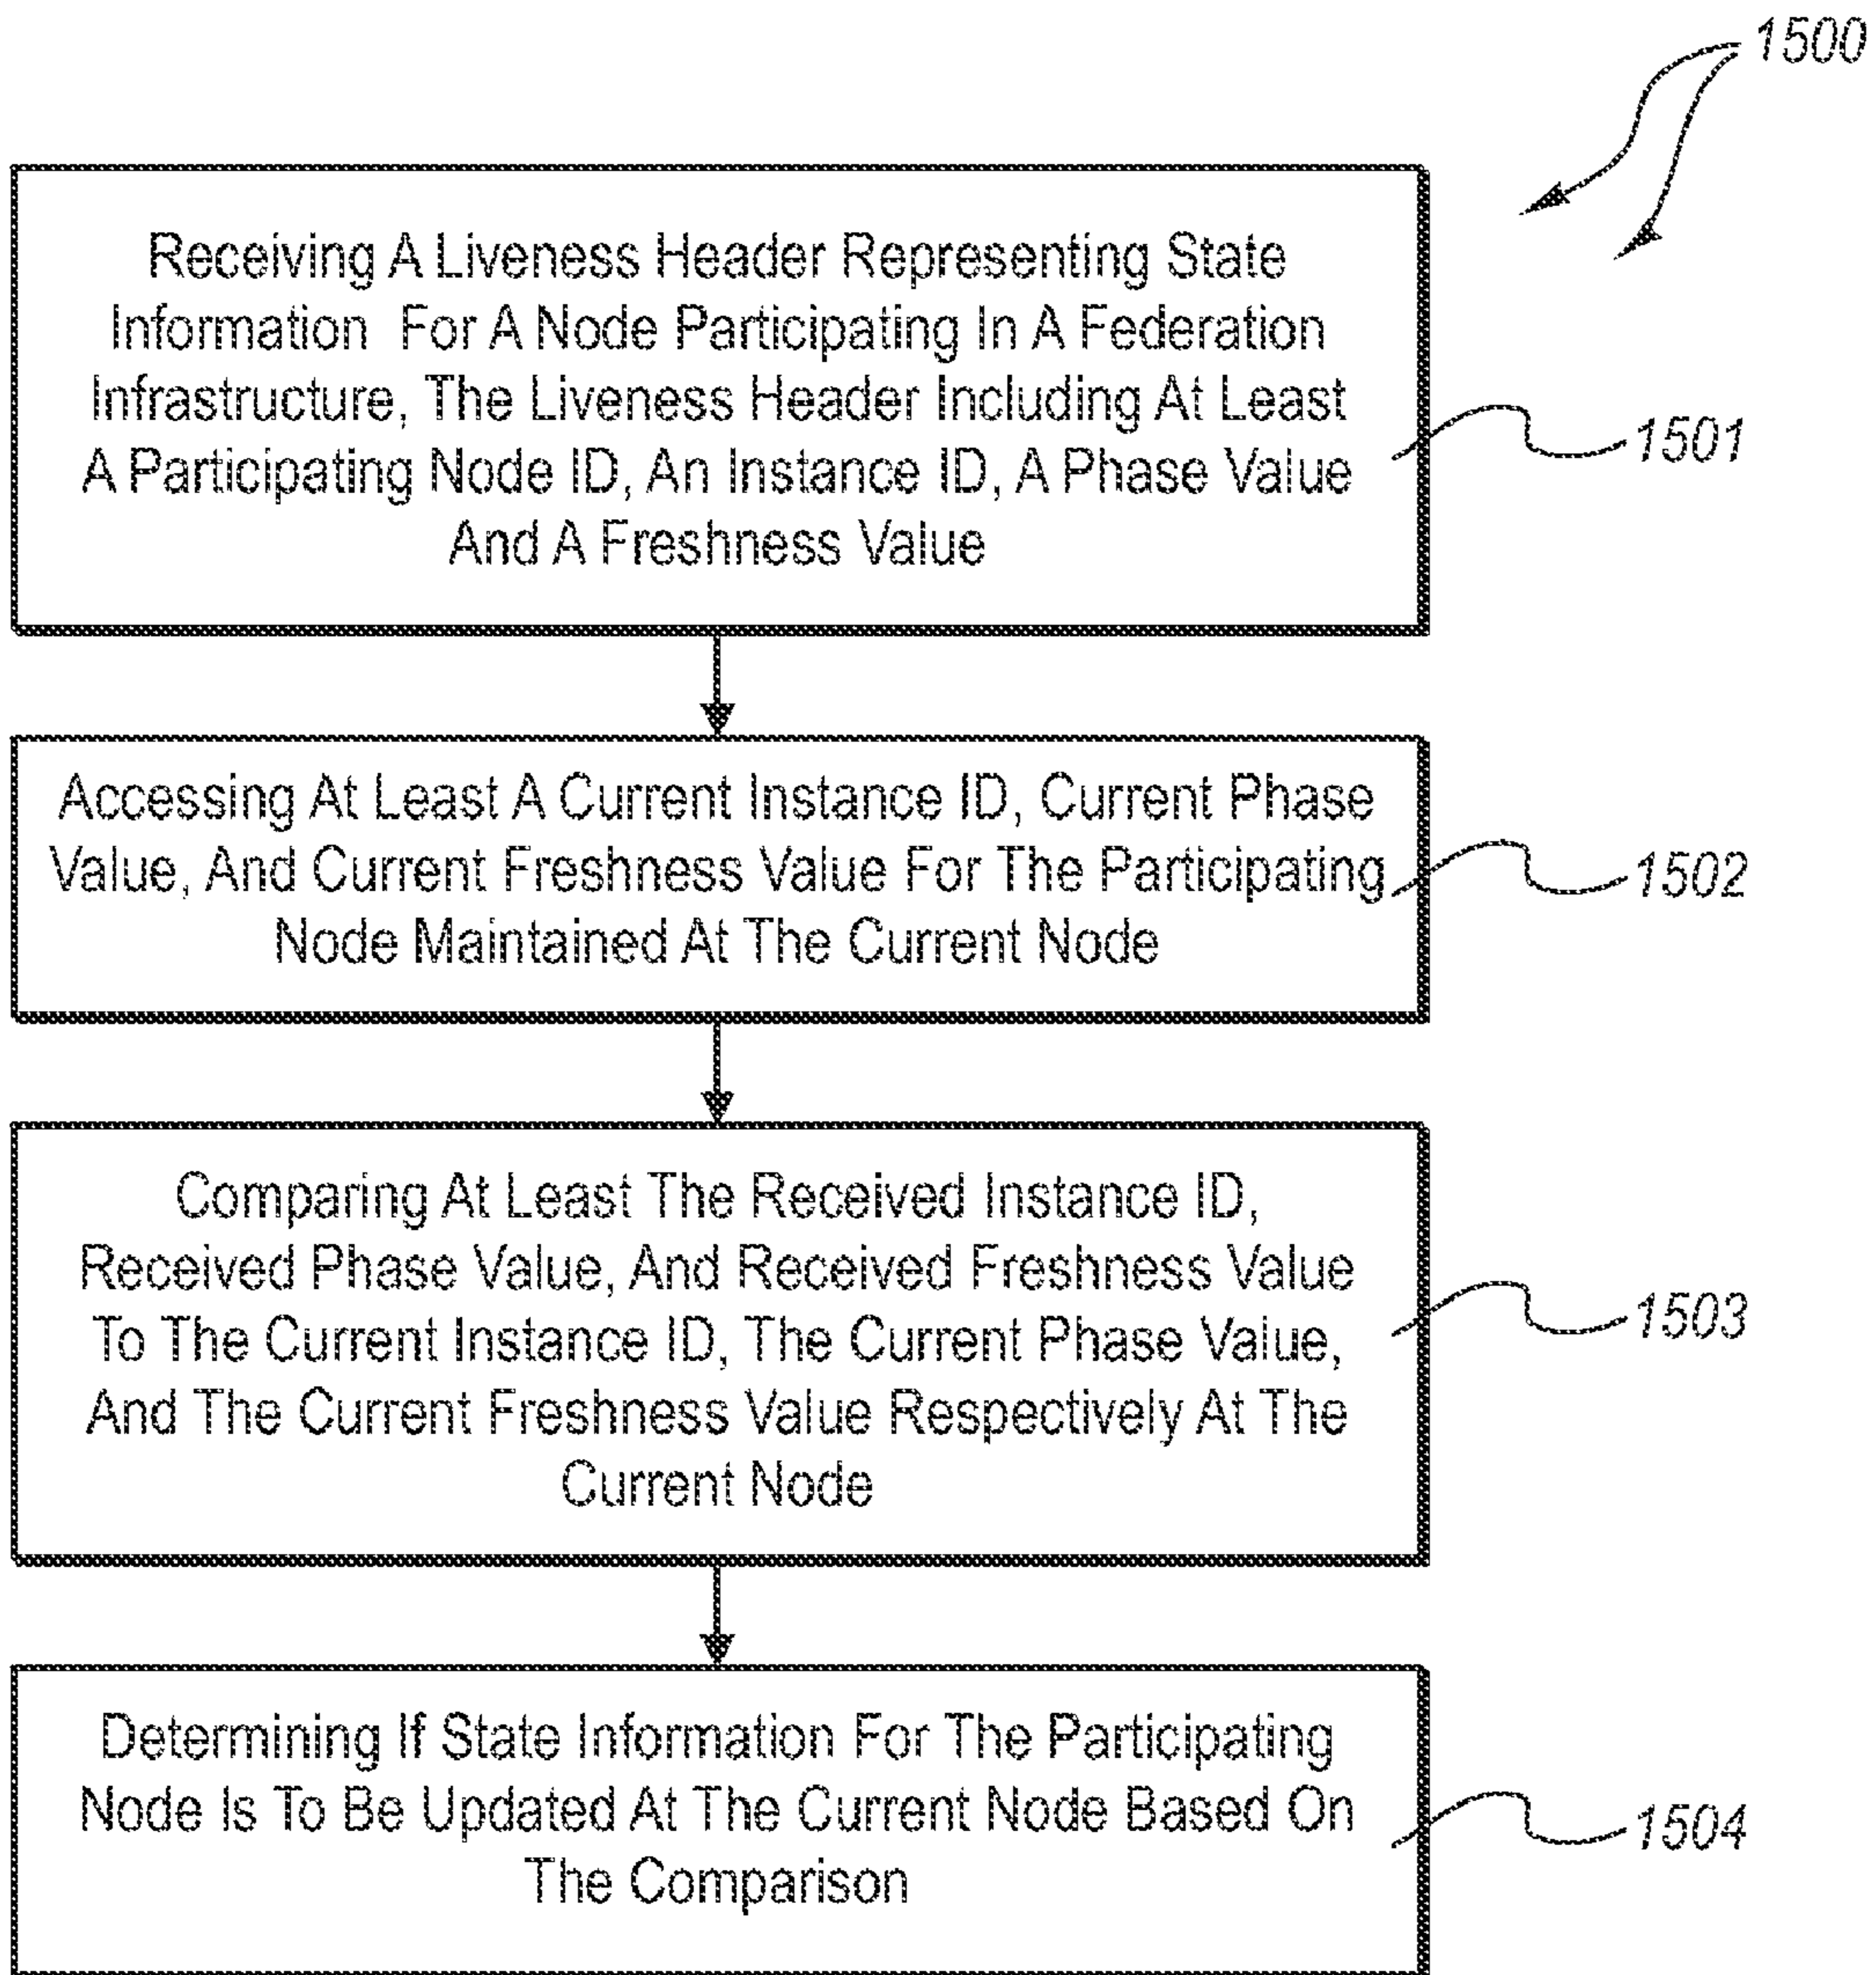 1500
Receiving A Liveness Header Representing State
Information For A Node Participating In A Federation
Infrastructure, The Liveness Header Including At Least
A Participating Node ID, An Instance ID, A Phase Value
And A Freshness Value
1501
Accessing At Least A Current Instance ID, Current Phase
Value, And Current Freshness Value For The Participating
Node Maintained At The Current Node
1502
Comparing At Least The Received Instance ID,
Received Phase Value, And Received Freshness Value
To The Current Instance ID, The Current Phase Value,
And The Current Freshness Value Respectively At The
Current Node
1503
Determining If State Information For The Participating
Node Is To Be Updated At The Current Node Based On
The Comparison
1504